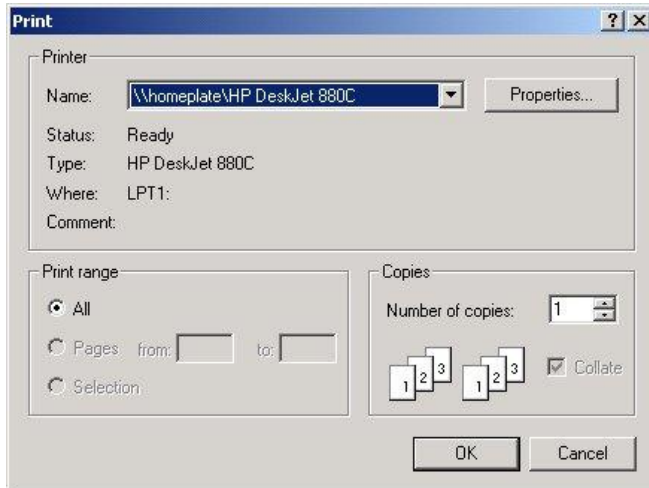 Print
Printer
Name: \\homeplate\HP DeskJet 880C Properties...
Status: Ready
Type: HP DeskJet 880C
Where: LPT1:
Comment:
Print range
All
Pages from: to:
Selection
Copies
Number of copies: 1
1 2 3 1 2 3 Collate
OK Cancel